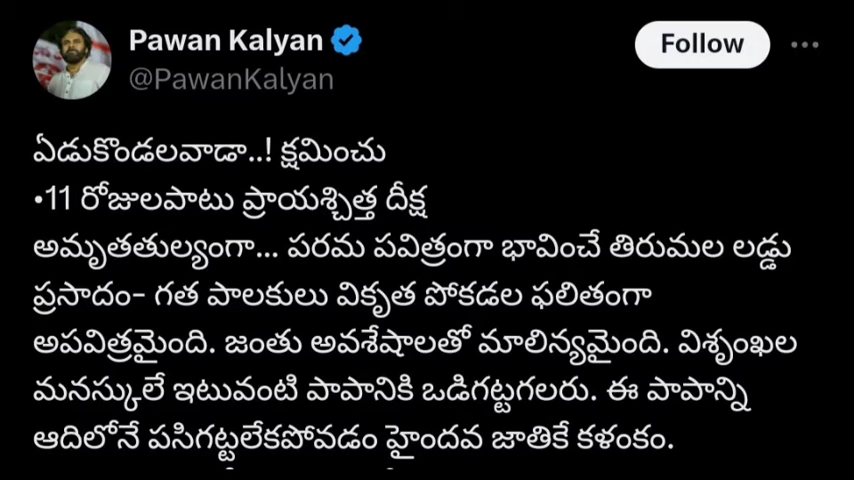 Pawan Kalyan
Follow
@PawanKalyan
ఏడుకొండలవాడా..! క్షమించు
•11 రోజులపాటు ప్రాయశ్చిత్త దీక్ష
అమృతతుల్యంగా... పరమ పవిత్రంగా భావించే తిరుమల లడ్డు
ప్రసాదం- గత పాలకులు వికృత పోకడల ఫలితంగా
అపవిత్రమైంది. జంతు అవశేషాలతో మాలిన్యమైంది. విశృంఖల
మనస్కులే ఇటువంటి పాపానికి ఒడిగట్టగలరు. ఈ పాపాన్ని
ఆదిలోనే పసిగట్టలేకపోవడం హైందవ జాతికే కళంకం.